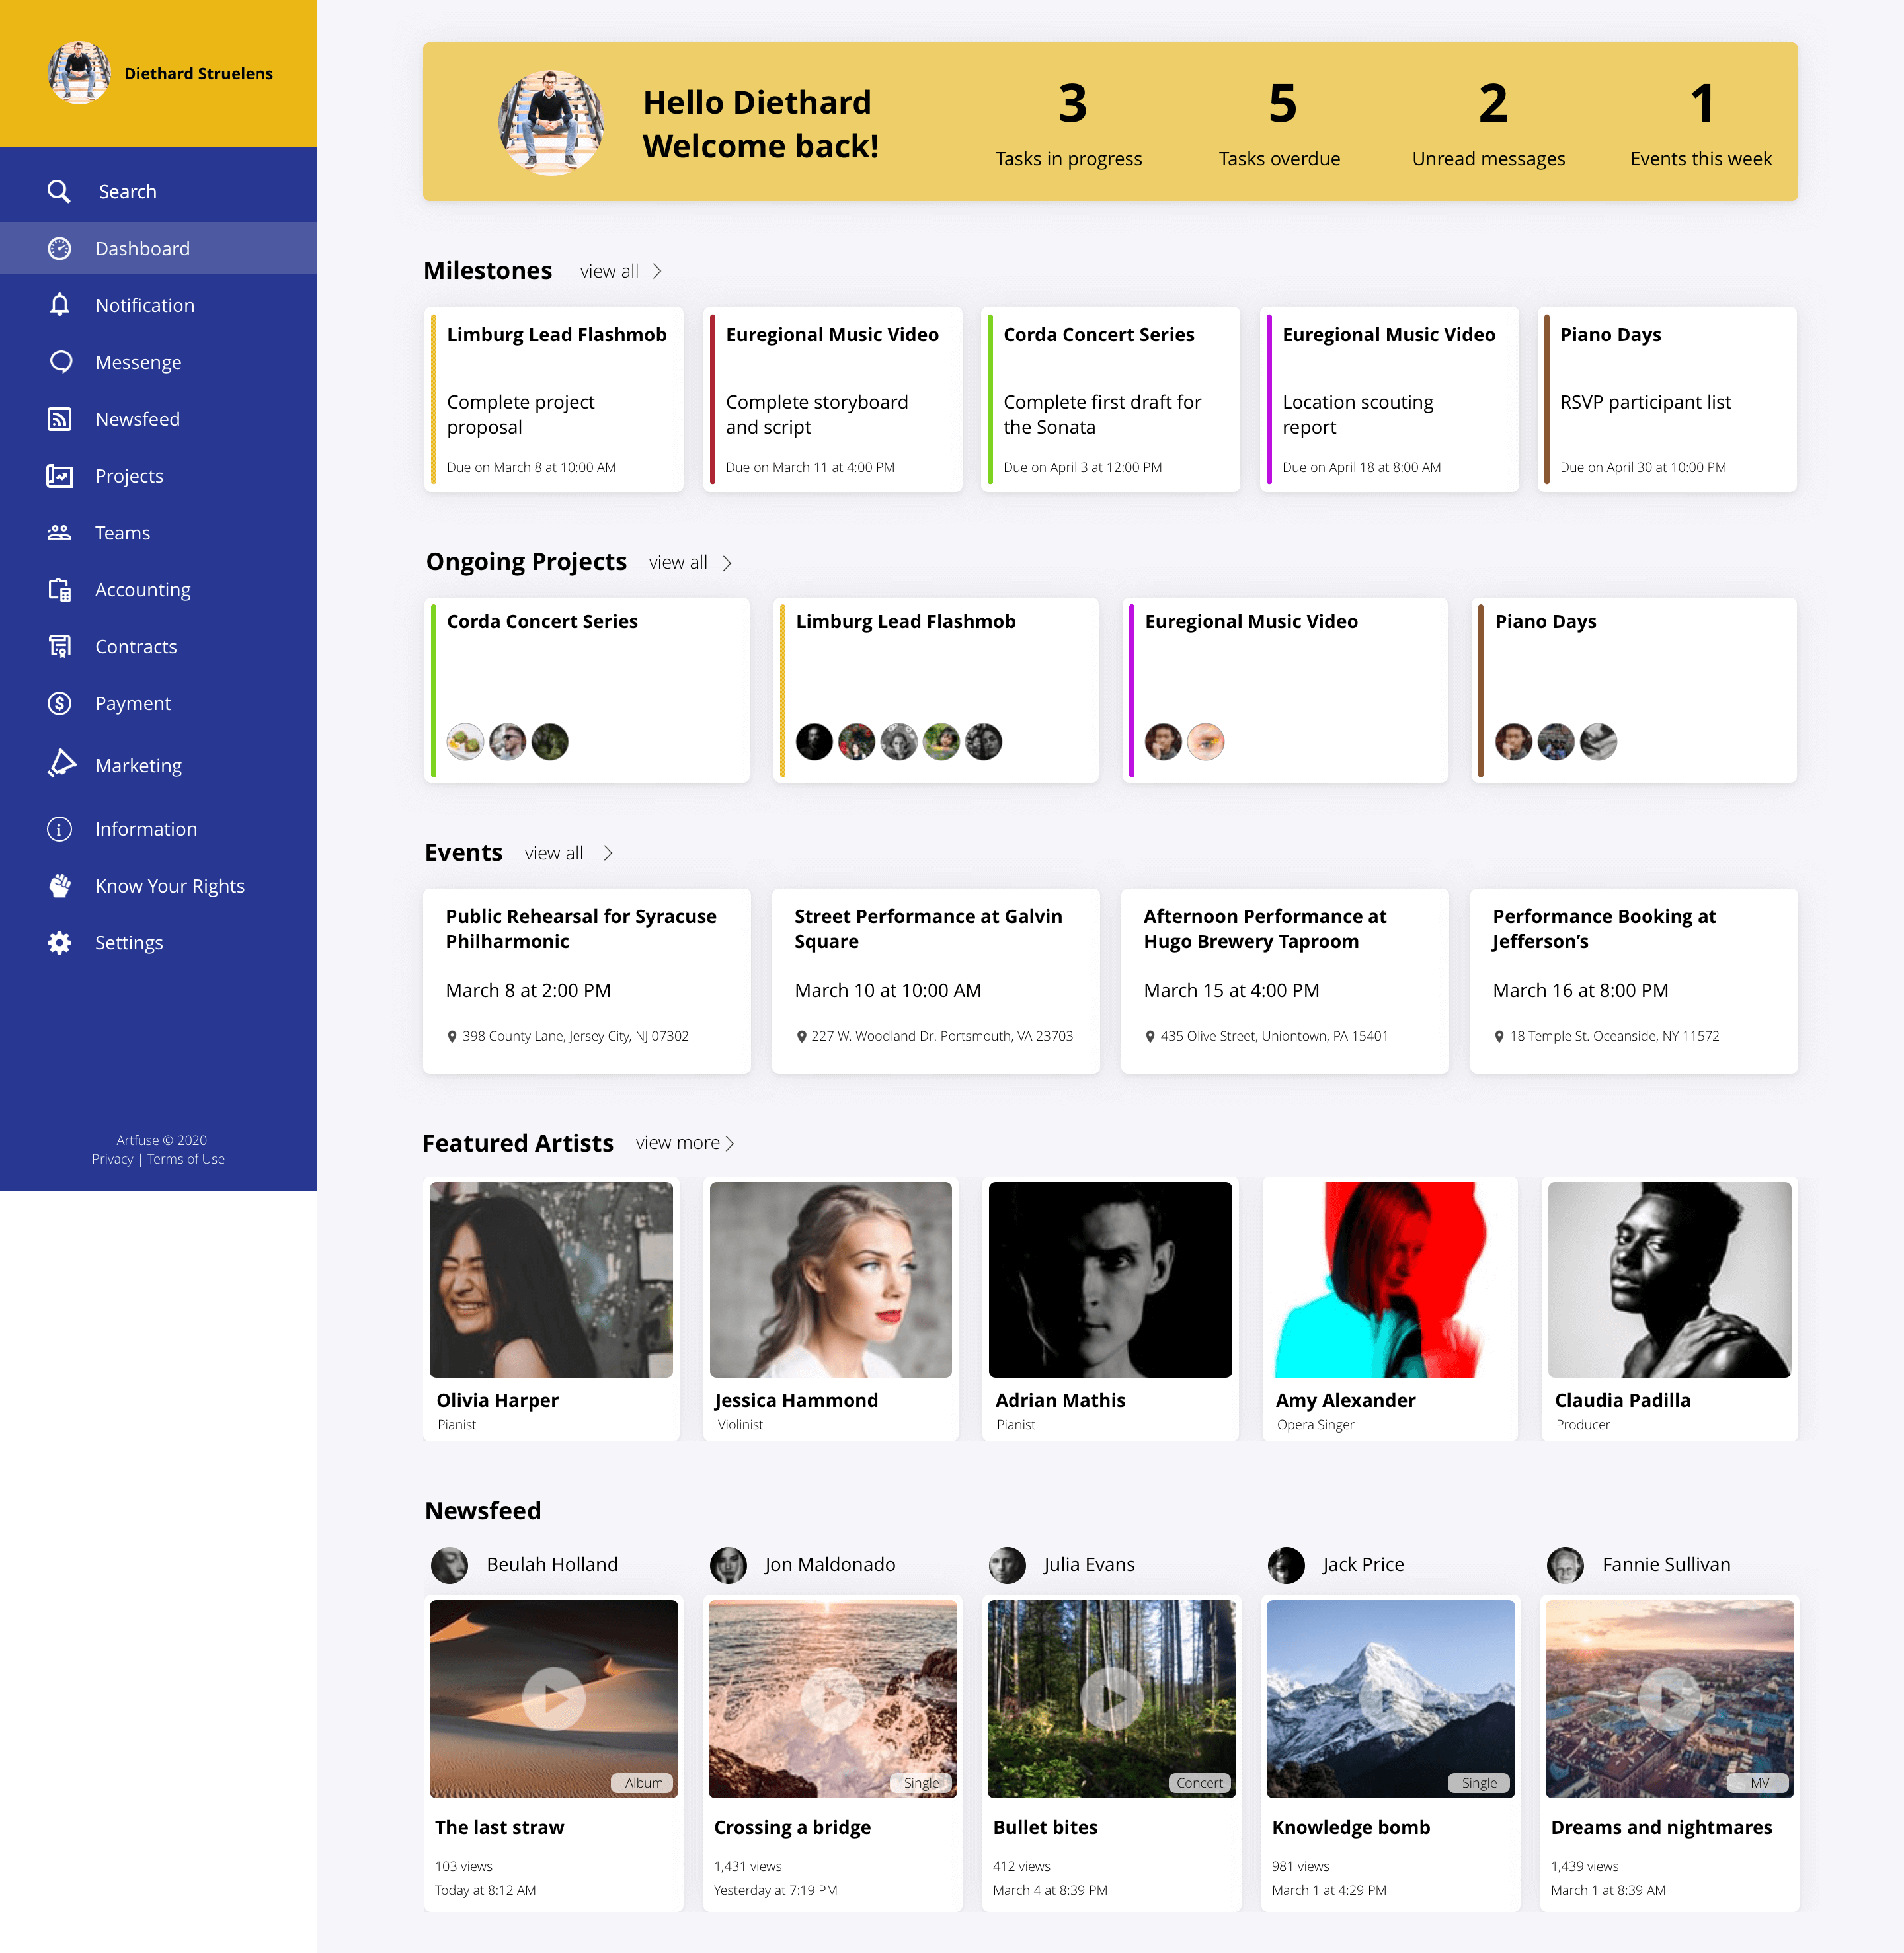 Diethard Struelens
Search
Dashboard
Notification
Messenge
Newsfeed
Projects
Teams
Accounting
Contracts
Payment
Marketing
Information
Know Your Rights
Settings
Artfuse © 2020
Privacy | Terms of Use
Hello Diethard
Welcome back!
3
Tasks in progress
5
Tasks overdue
2
Unread messages
1
Events this week
Milestones view all
Limburg Lead Flashmob
Complete project
proposal
Due on March 8 at 10:00 AM
Euregional Music Video
Complete storyboard
and script
Due on March 11 at 4:00 PM
Corda Concert Series
Complete first draft for
the Sonata
Due on April 3 at 12:00 PM
Euregional Music Video
Location scouting
report
Due on April 18 at 8:00 AM
Piano Days
RSVP participant list
Due on April 30 at 10:00 PM
Ongoing Projects view all
Corda Concert Series
Limburg Lead Flashmob
Euregional Music Video
Piano Days
Events view all
Public Rehearsal for Syracuse
Philharmonic
March 8 at 2:00 PM
398 County Lane, Jersey City, NJ 07302
Street Performance at Galvin
Square
March 10 at 10:00 AM
227 W. Woodland Dr. Portsmouth, VA 23703
Afternoon Performance at
Hugo Brewery Taproom
March 15 at 4:00 PM
435 Olive Street, Uniontown, PA 15401
Performance Booking at
Jefferson’s
March 16 at 8:00 PM
18 Temple St. Oceanside, NY 11572
Featured Artists view more
Olivia Harper
Pianist
Jessica Hammond
Violinist
Adrian Mathis
Pianist
Amy Alexander
Opera Singer
Claudia Padilla
Producer
Newsfeed
Beulah Holland
Album
The last straw
103 views
Today at 8:12 AM
Jon Maldonado
Single
Crossing a bridge
1,431 views
Yesterday at 7:19 PM
Julia Evans
Concert
Bullet bites
412 views
March 4 at 8:39 PM
Jack Price
Single
Knowledge bomb
981 views
March 1 at 4:29 PM
Fannie Sullivan
MV
Dreams and nightmares
1,439 views
March 1 at 8:39 AM